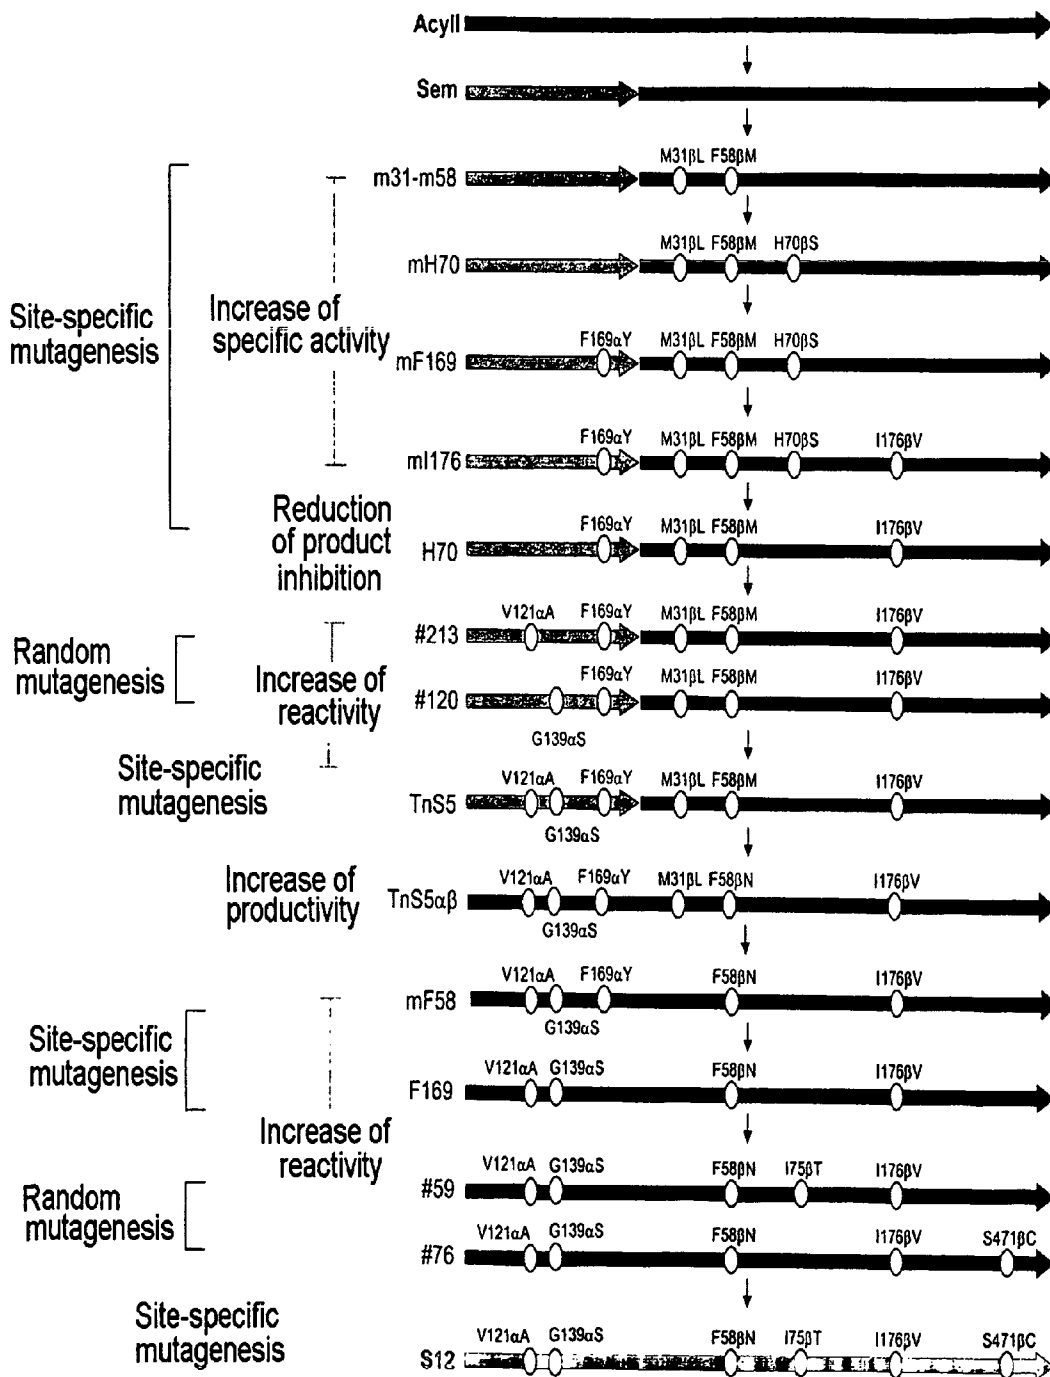 AcyII
Sem
M31βL F58βM
m31-m58
M31βL F58βM H70βS
mH70
Site-specific
mutagenesis
Increase of
specific activity
F169αY M31βL F58βM H70βS
mF169
F169αY M31βL F58βM H70βS I176βV
mI176
Reduction
of product
inhibition
F169αY M31βL F58βM I176βV
H70
V121αA F169αY M31βL F58βM I176βV
#213
Random
mutagenesis
Increase of
reactivity
F169αY M31βL F58βM I176βV
#120
G139αS
Site-specific
mutagenesis
V121αA F169αY M31βL F58βM I176βV
TnS5
G139αS
Increase of
productivity
V121αA F169αY M31βL F58βN I176βV
TnS5αβ
G139αS
V121αA F169αY F58βN I176βV
mF58
G139αS
Site-specific
mutagenesis
V121αA G139αS F58βN I176βV
F169
Increase of
reactivity
V121αA G139αS F58βN I75βT I176βV
#59
Random
mutagenesis
V121αA G139αS F58βN I176βV S471βC
#76
Site-specific
mutagenesis
V121αA G139αS F58βN I75βT I176βV S471βC
S12